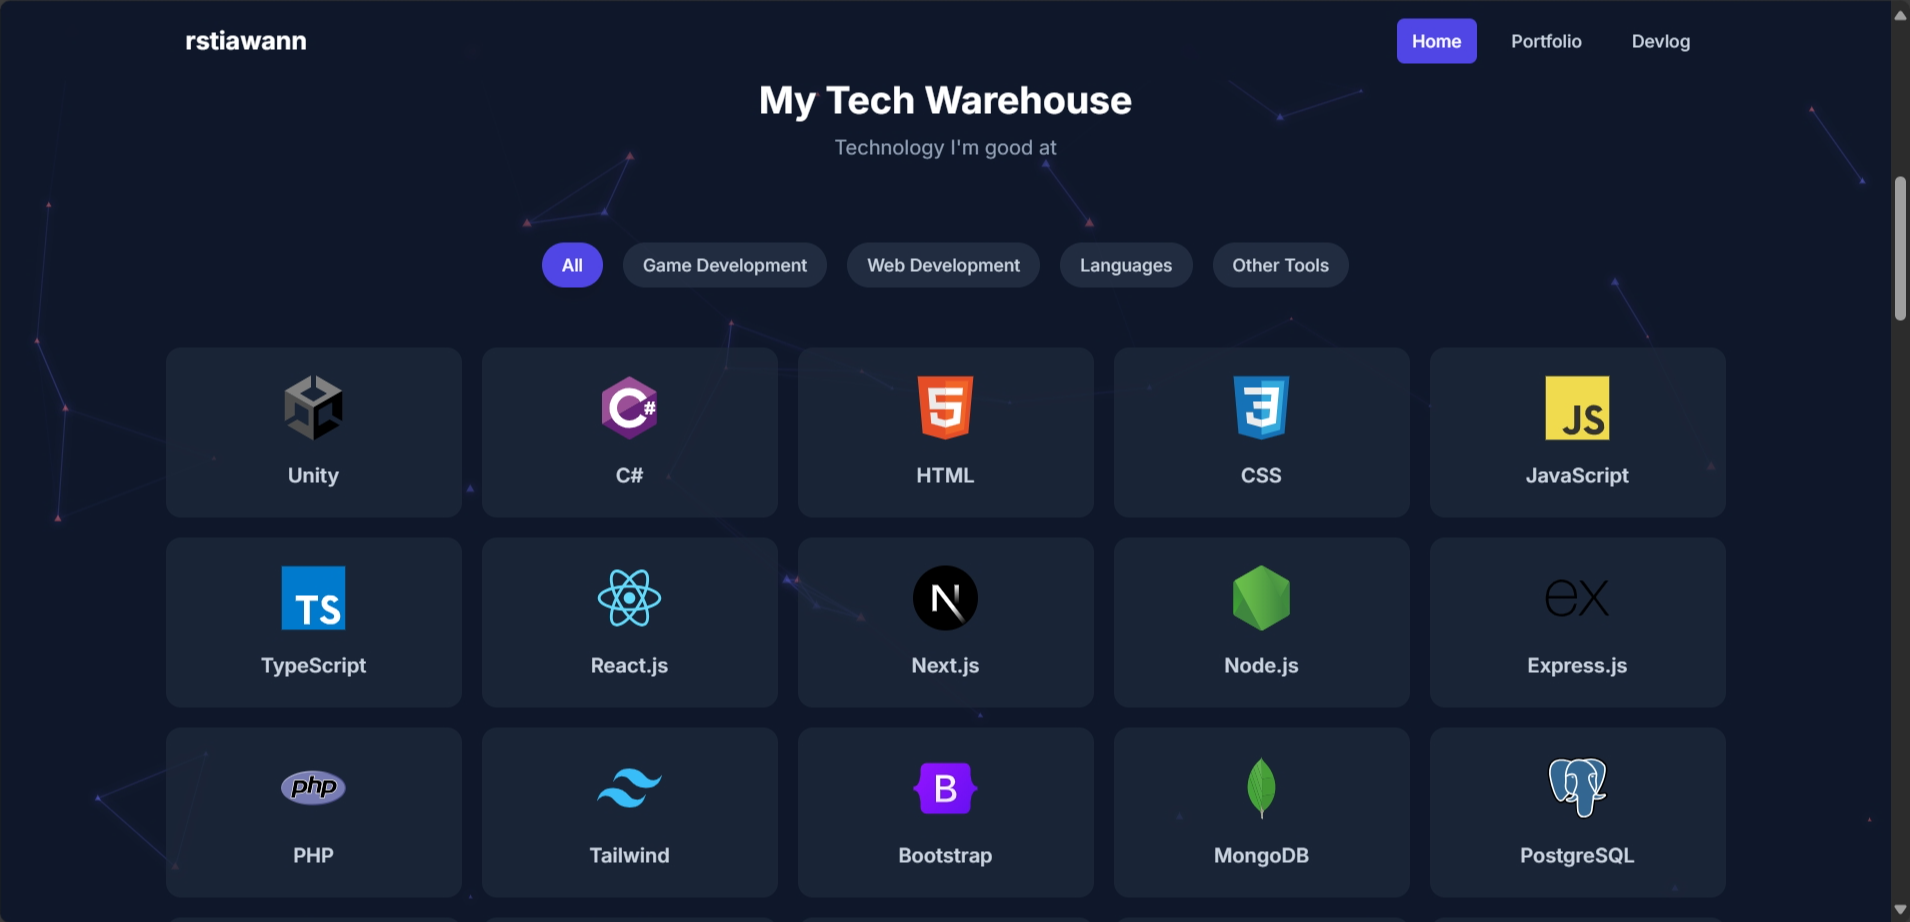 rstiawann
Home Portfolio Devlog
My Tech Warehouse
Technology I'm good at
All Game Development Web Development Languages Other Tools
C#
5
3
JS
Unity C# HTML CSS JavaScript
TS
N
ex
TypeScript React.js Next.js Node.js Express.js
php
B
PHP Tailwind Bootstrap MongoDB PostgreSQL